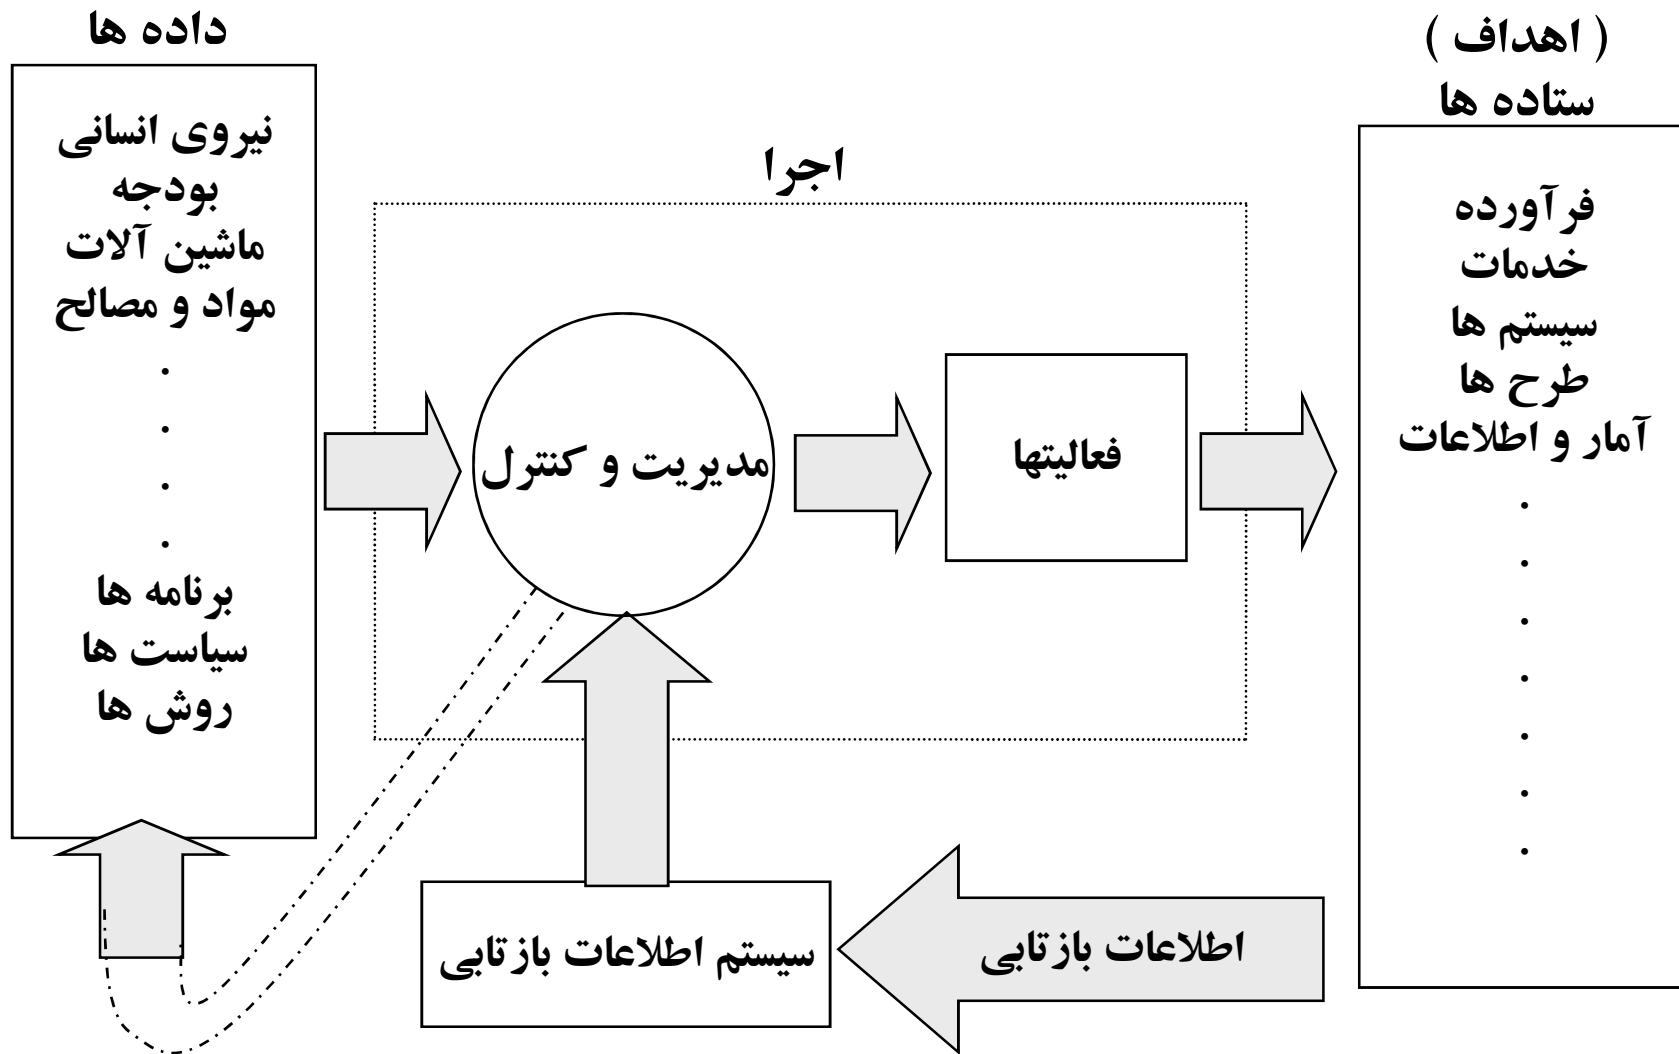 ( اهداف )
ستاده ها
فرآورده
خدمات
سیستم ها
طرح ها
آمار و اطلاعات
.
.
.
.
.
.
.
اجرا
فعالیتها
مدیریت و کنترل
داده ها
نیروی انسانی
بودجه
ماشین آلات
مواد و مصالح
.
.
.
.
برنامه ها
سیاست ها
روش ها
اطلاعات بازتابی
سیستم اطلاعات بازتابی